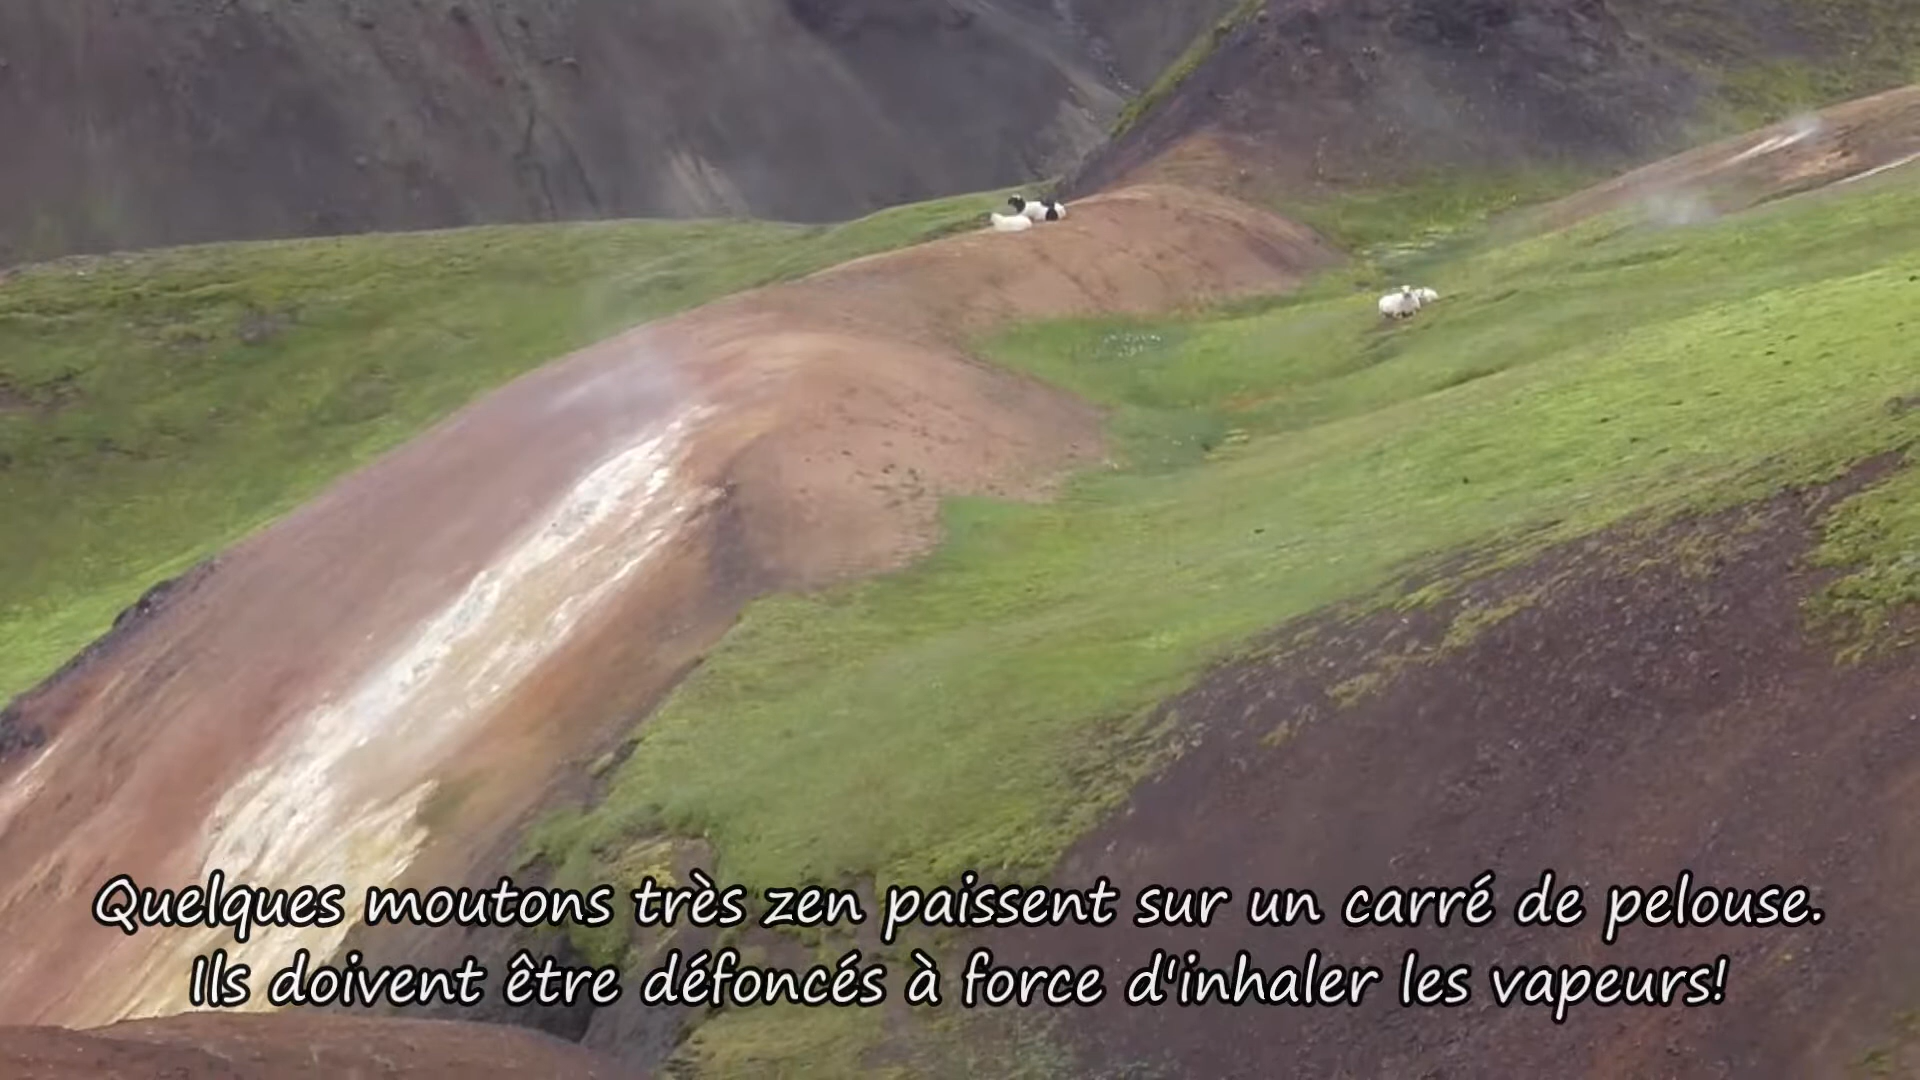 Quelques moutons très zen paissent sur un carré de pelouse.
Ils doivent être défoncés à force d'inhaler les vapeurs!